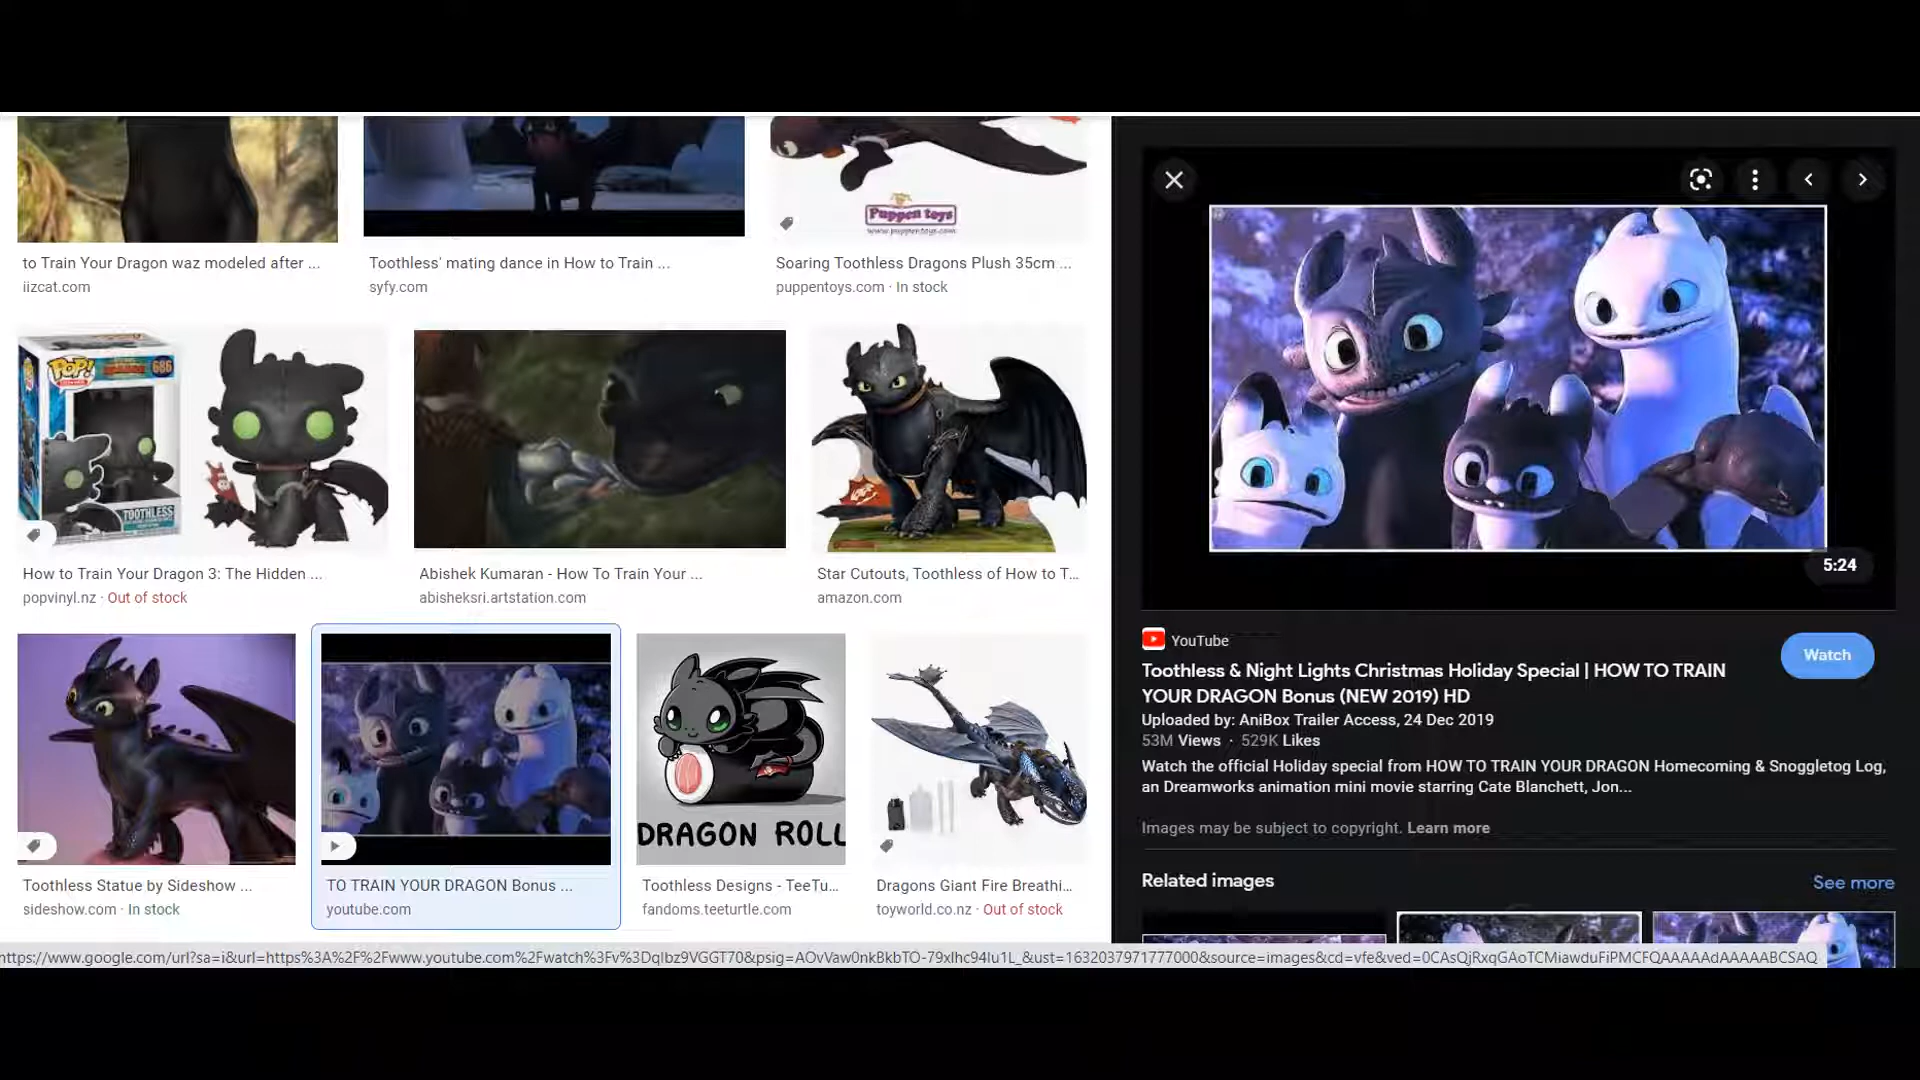 Puppen toys
www.puppentoys.com
to Train Your Dragon waz modeled after ...
iizcat.com
Toothless' mating dance in How to Train ...
syfy.com
Soaring Toothless Dragons Plush 35cm ...
puppentoys.com · In stock
POP!
686
TOOTHLESS
How to Train Your Dragon 3: The Hidden ...
popvinyl.nz · Out of stock
Abishek Kumaran - How To Train Your ...
abisheksri.artstation.com
Star Cutouts, Toothless of How to T...
amazon.com
DRAGON ROLL
Toothless Statue by Sideshow ...
sideshow.com · In stock
TO TRAIN YOUR DRAGON Bonus ...
youtube.com
Toothless Designs - TeeTu...
fandoms.teeturtle.com
Dragons Giant Fire Breathi...
toyworld.co.nz · Out of stock
5:24
YouTube
Watch
Toothless & Night Lights Christmas Holiday Special | HOW TO TRAIN
YOUR DRAGON Bonus (NEW 2019) HD
Uploaded by: AniBox Trailer Access, 24 Dec 2019
53M Views · 529K Likes
Watch the official Holiday special from HOW TO TRAIN YOUR DRAGON Homecoming & Snoggletog Log,
an Dreamworks animation mini movie starring Cate Blanchett, Jon...
Images may be subject to copyright. Learn more
Related images
See more
https://www.google.com/url?sa=i&url=https%3A%2F%2Fwww.youtube.com%2Fwatch%3Fv%3Dqlbz9VGGT70&psig=AOvVaw0nkBkbTO-79xIhc94lu1L_&ust=1632037971777000&source=images&cd=vfe&ved=0CAsQjRxqGAoTCMiawduFiPMCFQAAAAAdAAAAABCSAQ